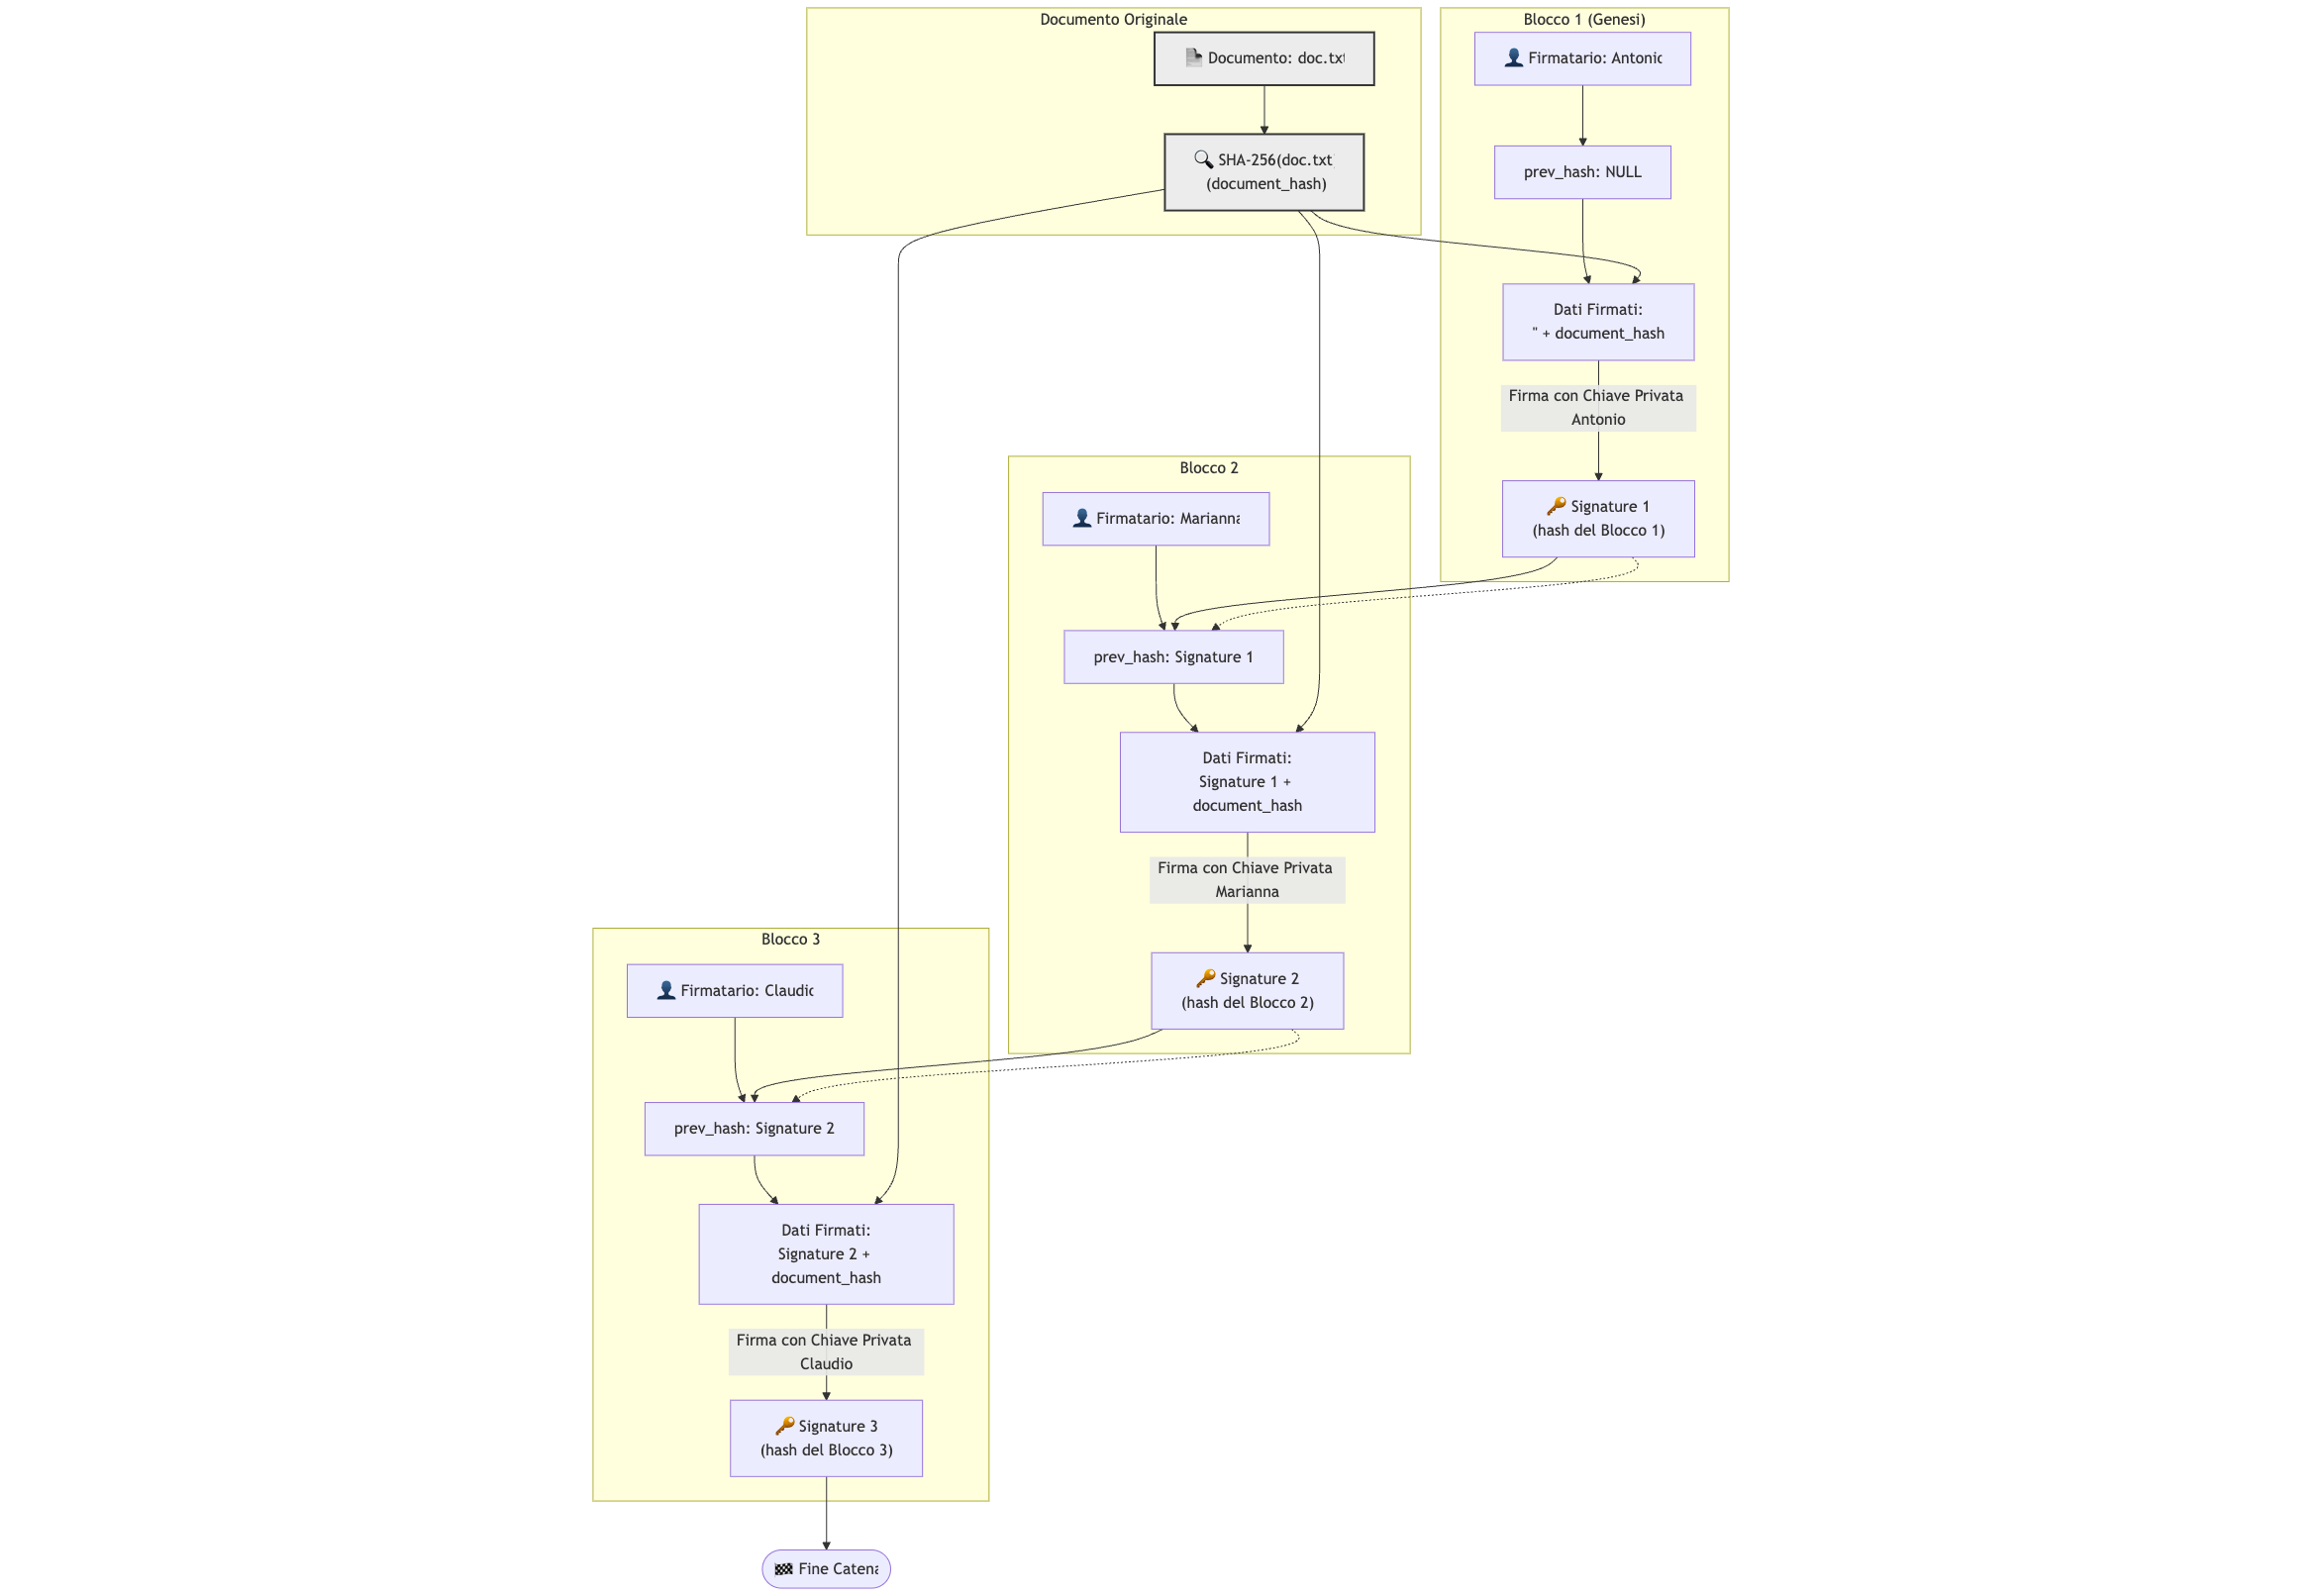 Documento Originale
Documento: doc.txt
SHA-256(doc.txt
(document_hash)
Blocco 1 (Genesi)
Firmatario: Antonio
prev_hash: NULL
Dati Firmati:
" + document_hash
Firma con Chiave Privata
Antonio
Signature 1
(hash del Blocco 1)
Blocco 2
Firmatario: Marianna
prev_hash: Signature 1
Dati Firmati:
Signature 1 +
document_hash
Firma con Chiave Privata
Marianna
Signature 2
(hash del Blocco 2)
Blocco 3
Firmatario: Claudio
prev_hash: Signature 2
Dati Firmati:
Signature 2 +
document_hash
Firma con Chiave Privata
Claudio
Signature 3
(hash del Blocco 3)
Fine Catena